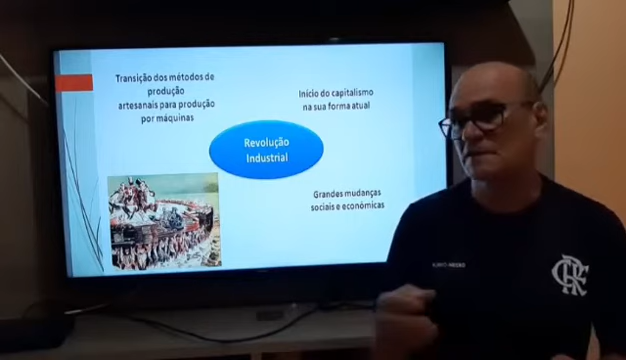 Transição dos métodos de
produção
artesanais para produção
por máquinas
Início do capitalismo
na sua forma atual
Revolução
Industrial
Grandes mudanças
sociais e económicas